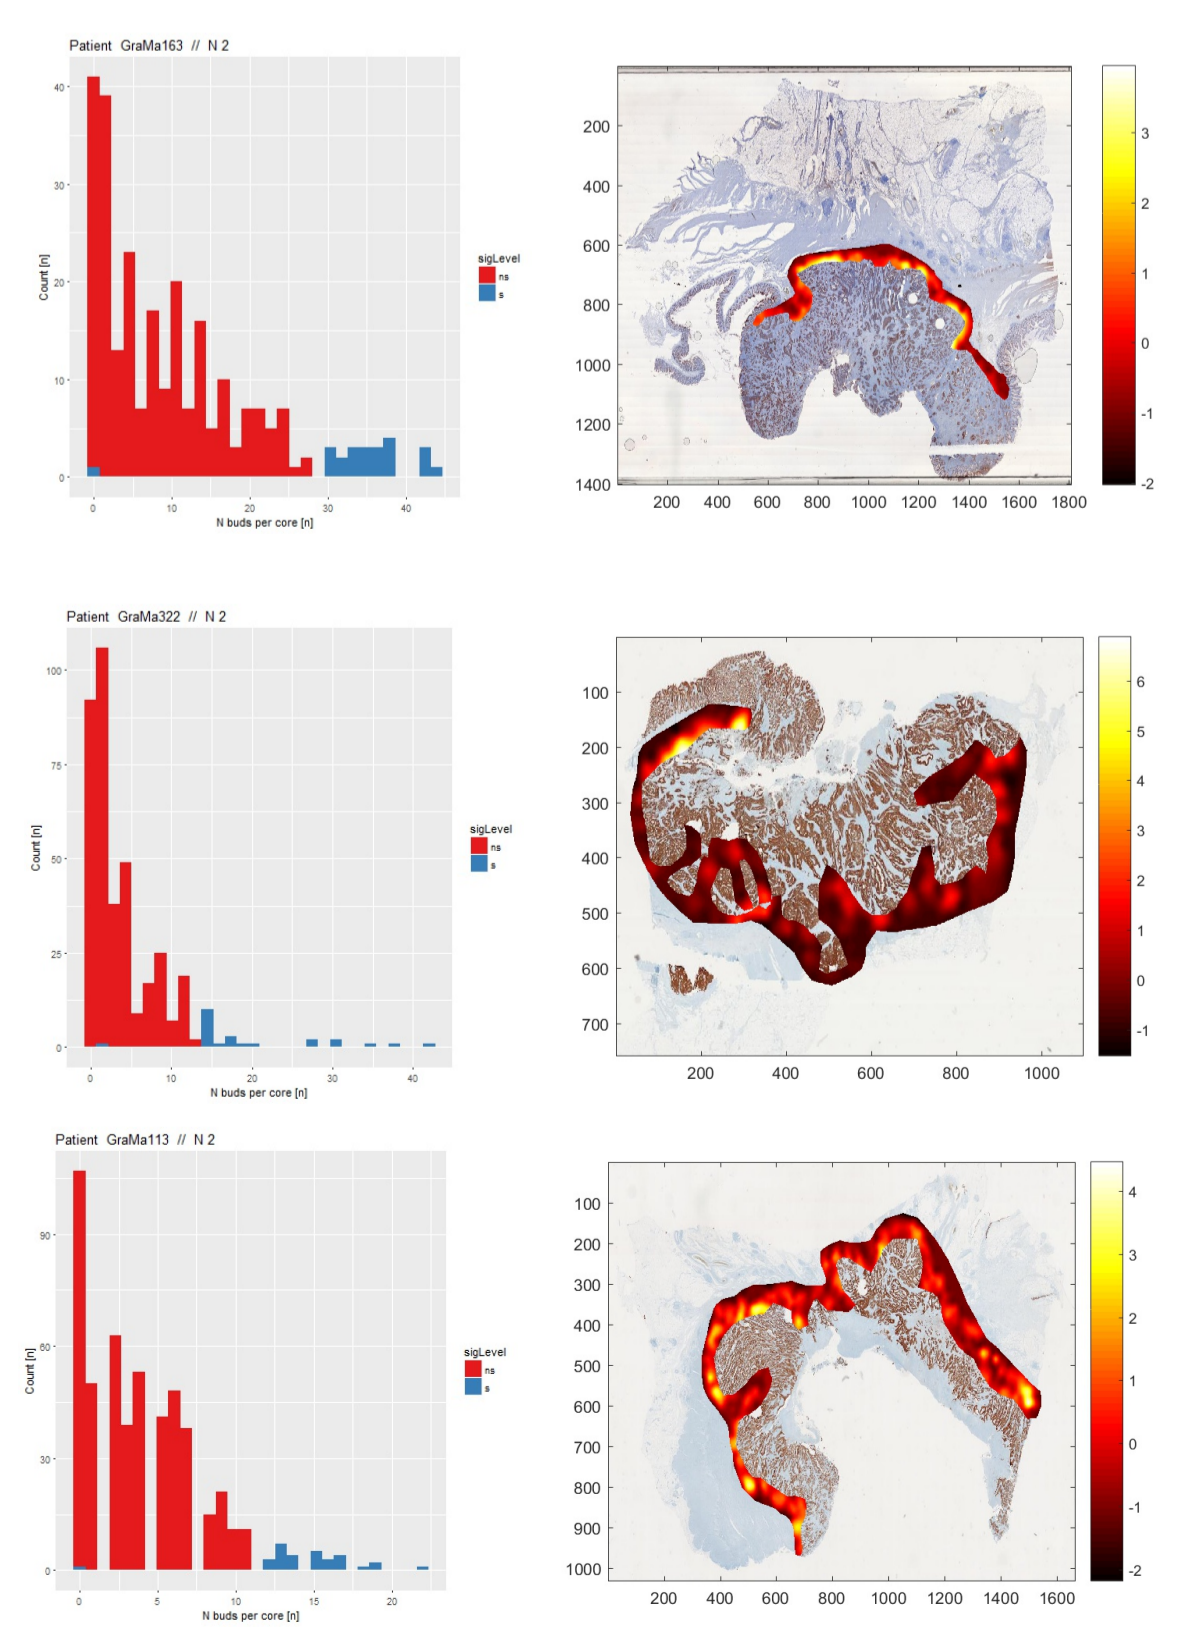 Patient GraMa163 // N 2
40
30
20
10
0
Count [n]
0 10 20 30 40
N buds per core [n]
sigLevel
ns
s
200
400
600
800
1000
1200
1400
200 400 600 800 1000 1200 1400 1600 1800
3
2
1
0
-1
-2
Patient GraMa322 // N 2
100
75
50
25
0
Count [n]
0 10 20 30 40
N buds per core [n]
sigLevel
ns
s
100
200
300
400
500
600
700
200 400 600 800 1000
6
5
4
3
2
1
0
-1
Patient GraMa113 // N 2
90
60
30
0
Count [n]
0 5 10 15 20
N buds per core [n]
sigLevel
ns
s
100
200
300
400
500
600
700
800
900
1000
200 400 600 800 1000 1200 1400 1600
4
3
2
1
0
-1
-2